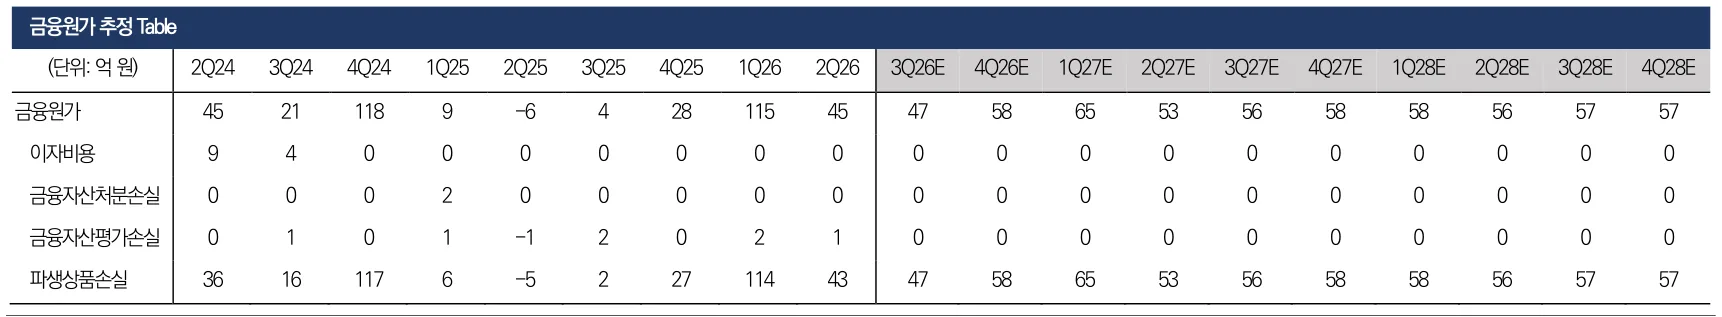 금융원가 추정 Table
(단위: 억 원) 2Q24 3Q24 4Q24 1Q25 2Q25 3Q25 4Q25 1Q26 2Q26 3Q26E 4Q26E 1Q27E 2Q27E 3Q27E 4Q27E 1Q28E 2Q28E 3Q28E 4Q28E
금융원가 45 21 118 9 -6 4 28 115 45 47 58 65 53 56 58 58 56 57 57
이자비용 9 4 0 0 0 0 0 0 0 0 0 0 0 0 0 0 0 0 0
금융자산처분손실 0 0 0 2 0 0 0 0 0 0 0 0 0 0 0 0 0 0 0
금융자산평가손실 0 1 0 1 -1 2 0 2 1 0 0 0 0 0 0 0 0 0 0
파생상품손실 36 16 117 6 -5 2 27 114 43 47 58 65 53 56 58 58 56 57 57